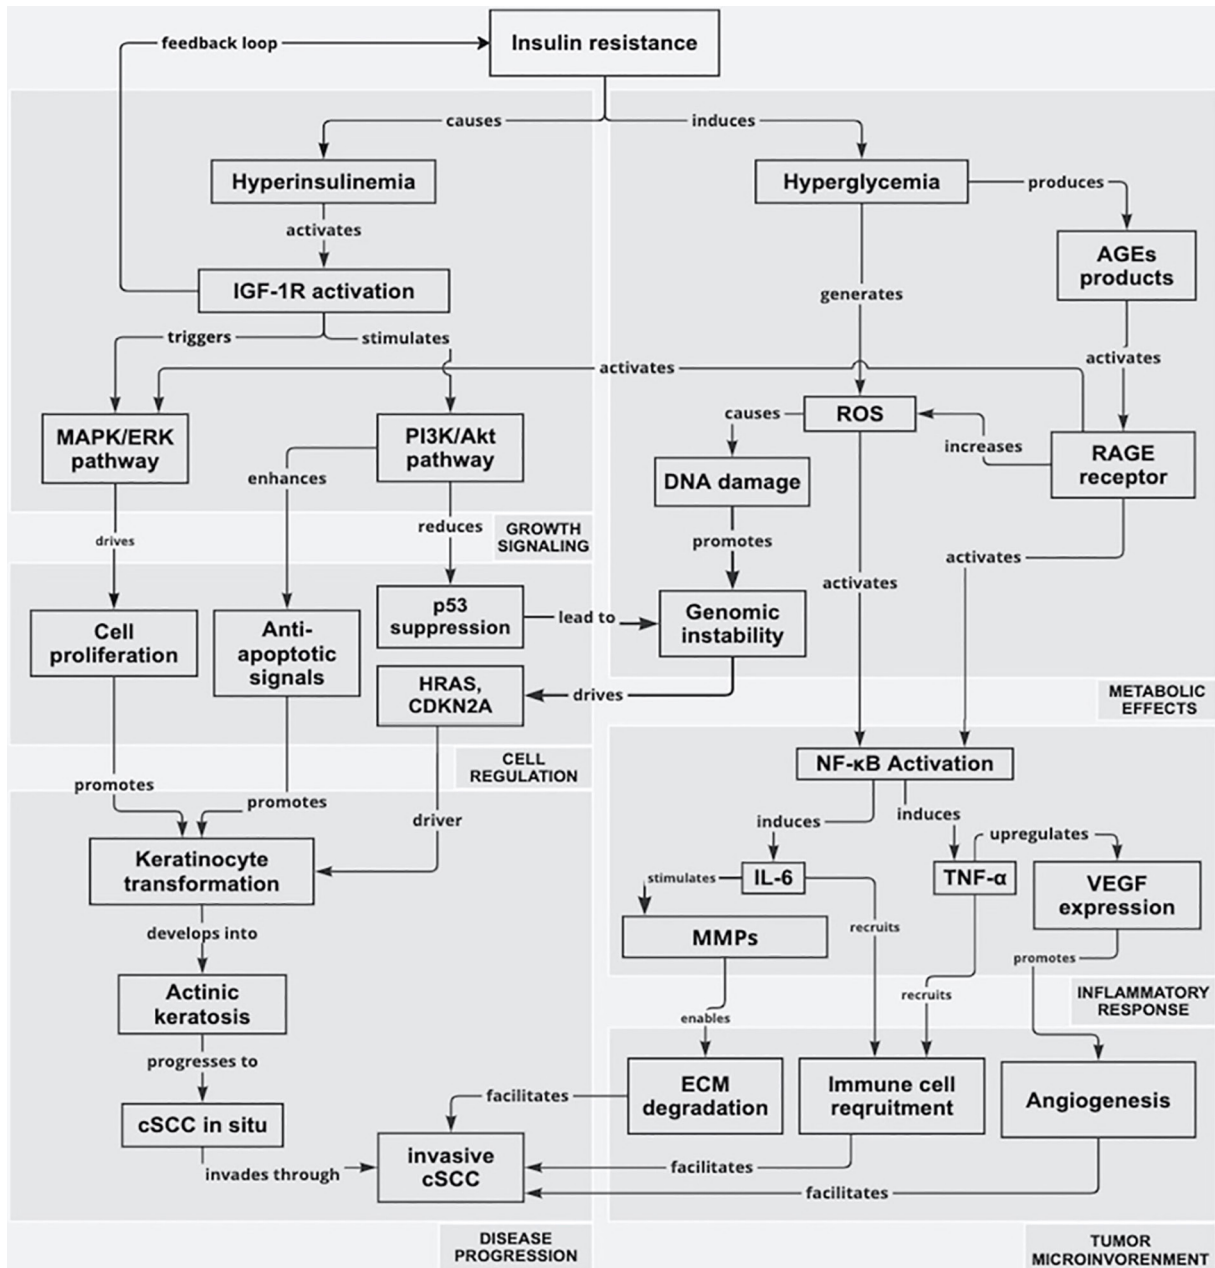 feedback loop
Insulin resistance
causes
induces
Hyperinsulinemia
Hyperglycemia
produces
activates
AGEs
products
IGF-1R activation
generates
triggers
stimulates
activates
activates
MAPK/ERK
pathway
PI3K/Akt
pathway
causes
ROS
increases
RAGE
receptor
enhances
DNA damage
reduces
GROWTH
SIGNALING
drives
promotes
activates
activates
Cell
proliferation
Anti-
apoptotic
signals
p53
suppression
lead to
Genomic
instability
HRAS,
CDKN2A
drives
METABOLIC
EFFECTS
CELL
REGULATION
NF-κB Activation
promotes
promotes
driver
induces
induces
upregulates
Keratinocyte
transformation
stimulates
IL-6
TNF-α
VEGF
expression
develops into
MMPs
recruits
promotes
Actinic
keratosis
enables
recruits
INFLAMMATORY
RESPONSE
progresses to
ECM
degradation
Immune cell
reqruitment
Angiogenesis
cSCC in situ
facilitates
invades through
invasive
cSCC
facilitates
facilitates
DISEASE
PROGRESSION
TUMOR
MICROINVORENMENT